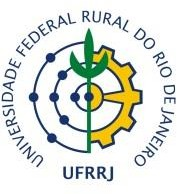 UNIVERSIDADE FEDERAL RURAL DO RIO DE JANEIRO
UFRRJ